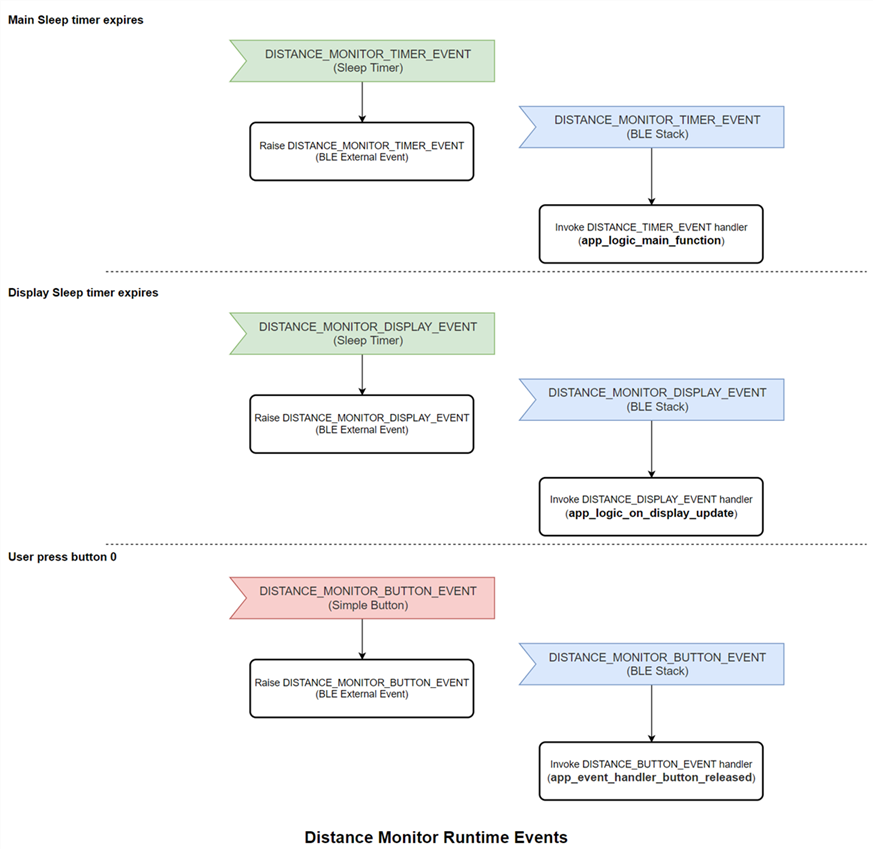 Main Sleep timer expires
DISTANCE_MONITOR_TIMER_EVENT
(Sleep Timer)
Raise DISTANCE_MONITOR_TIMER_EVENT
(BLE External Event)
DISTANCE_MONITOR_TIMER_EVENT
(BLE Stack)
Invoke DISTANCE_TIMER_EVENT handler
(app_logic_main_function)
Display Sleep timer expires
DISTANCE_MONITOR_DISPLAY_EVENT
(Sleep Timer)
Raise DISTANCE_MONITOR_DISPLAY_EVENT
(BLE External Event)
DISTANCE_MONITOR_DISPLAY_EVENT
(BLE Stack)
Invoke DISTANCE_DISPLAY_EVENT handler
(app_logic_on_display_update)
User press button 0
DISTANCE_MONITOR_BUTTON_EVENT
(Simple Button)
Raise DISTANCE_MONITOR_BUTTON_EVENT
(BLE External Event)
DISTANCE_MONITOR_BUTTON_EVENT
(BLE Stack)
Invoke DISTANCE_BUTTON_EVENT handler
(app_event_handler_button_released)
Distance Monitor Runtime Events